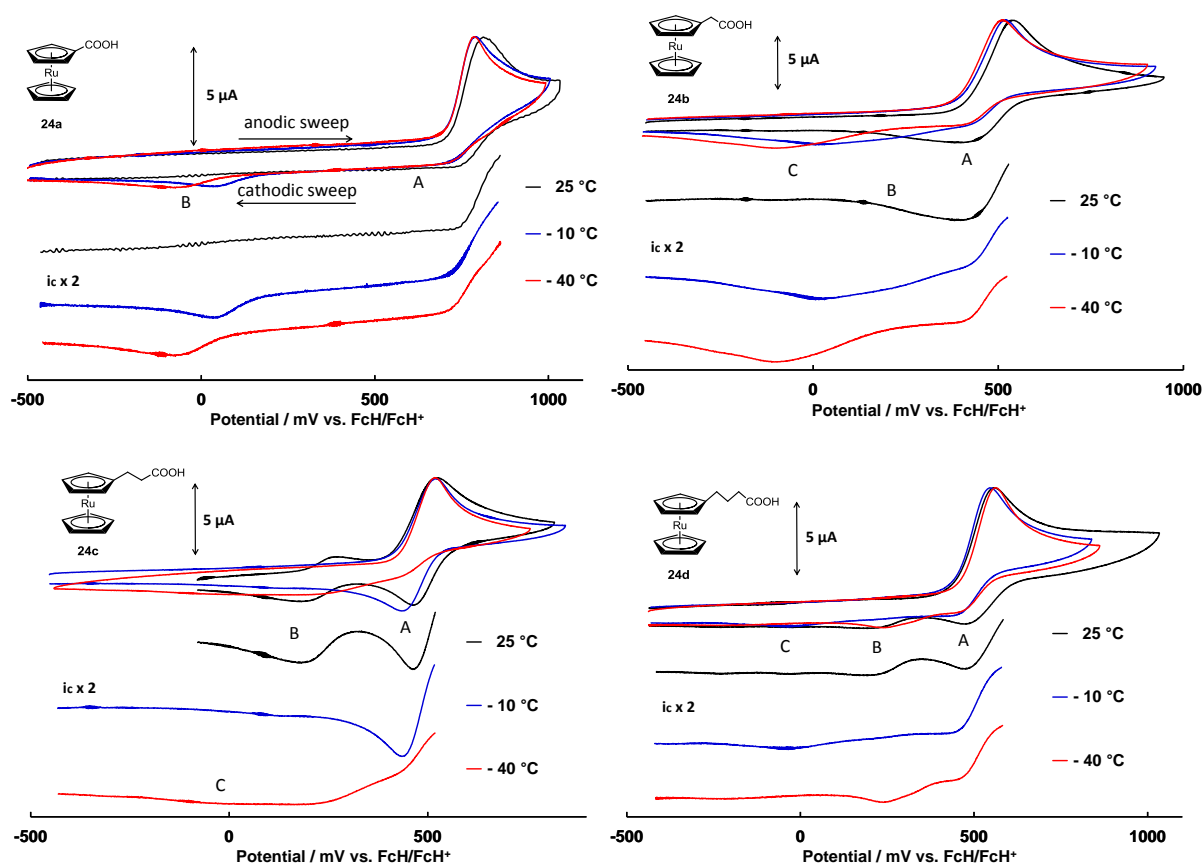 COOH
Ru
24a
5 µA
anodic sweep
A
B
cathodic sweep
25 °C
- 10 °C
- 40 °C
ic x 2
-500
0
500
1000
Potential / mV vs. FcH/FcH⁺
COOH
Ru
24b
5 µA
C
A
B
25 °C
- 10 °C
- 40 °C
ic x 2
-500
0
500
1000
Potential / mV vs. FcH/FcH⁺
COOH
Ru
24c
5 µA
B
A
25 °C
ic x 2
- 10 °C
- 40 °C
C
-500
0
500
Potential / mV vs. FcH/FcH⁺
COOH
Ru
24d
5 µA
C
B
A
25 °C
ic x 2
- 10 °C
- 40 °C
-500
0
500
1000
Potential / mV vs. FcH/FcH⁺